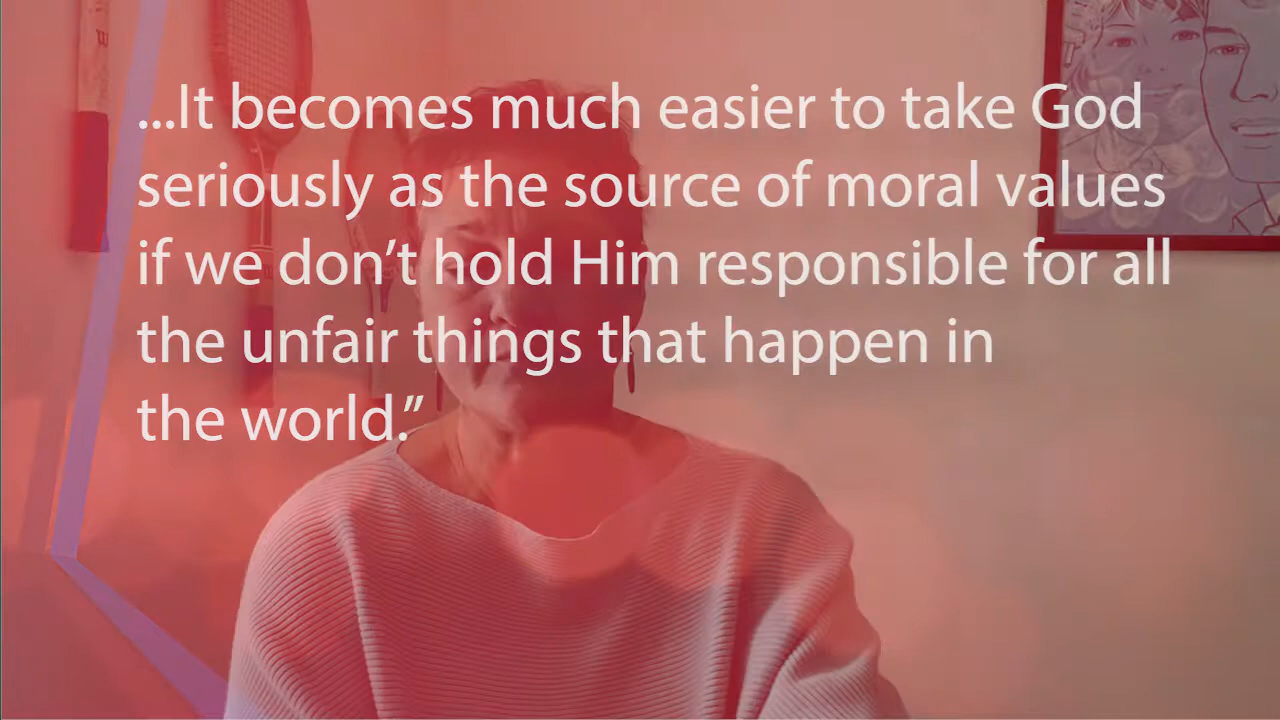 ...It becomes much easier to take God
seriously as the source of moral values
if we don’t hold Him responsible for all
the unfair things that happen in
the world.”